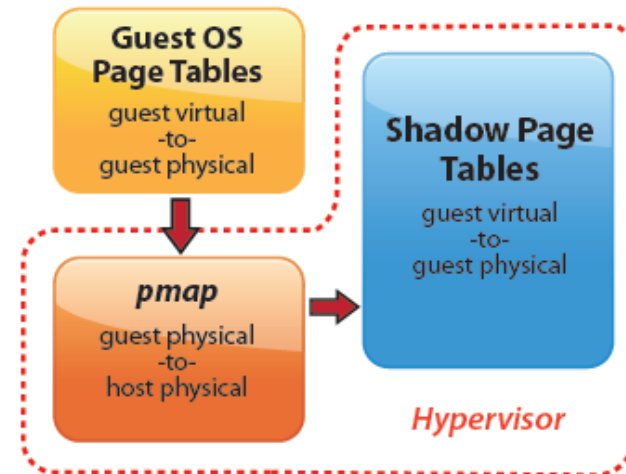 Guest OS
Page Tables
guest virtual
-to-
guest physical
Shadow Page
Tables
guest virtual
-to-
guest physical
pmap
guest physical
-to-
host physical
Hypervisor